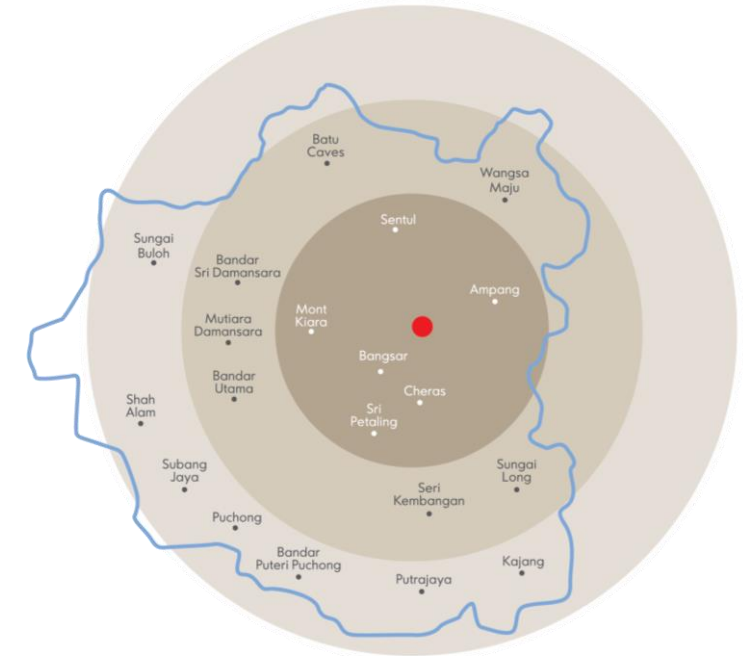 Batu
Caves
Wangsa
Maju
Sentul
Sungai
Buloh
Bandar
Sri Damansara
Ampang
Mont
Kiara
Mutiara
Damansara
Bangsar
Bandar
Utama
Cheras
Shah
Alam
Sri
Petaling
Subang
Jaya
Sungai
Long
Seri
Kembangan
Puchong
Bandar
Puteri Puchong
Kajang
Putrajaya